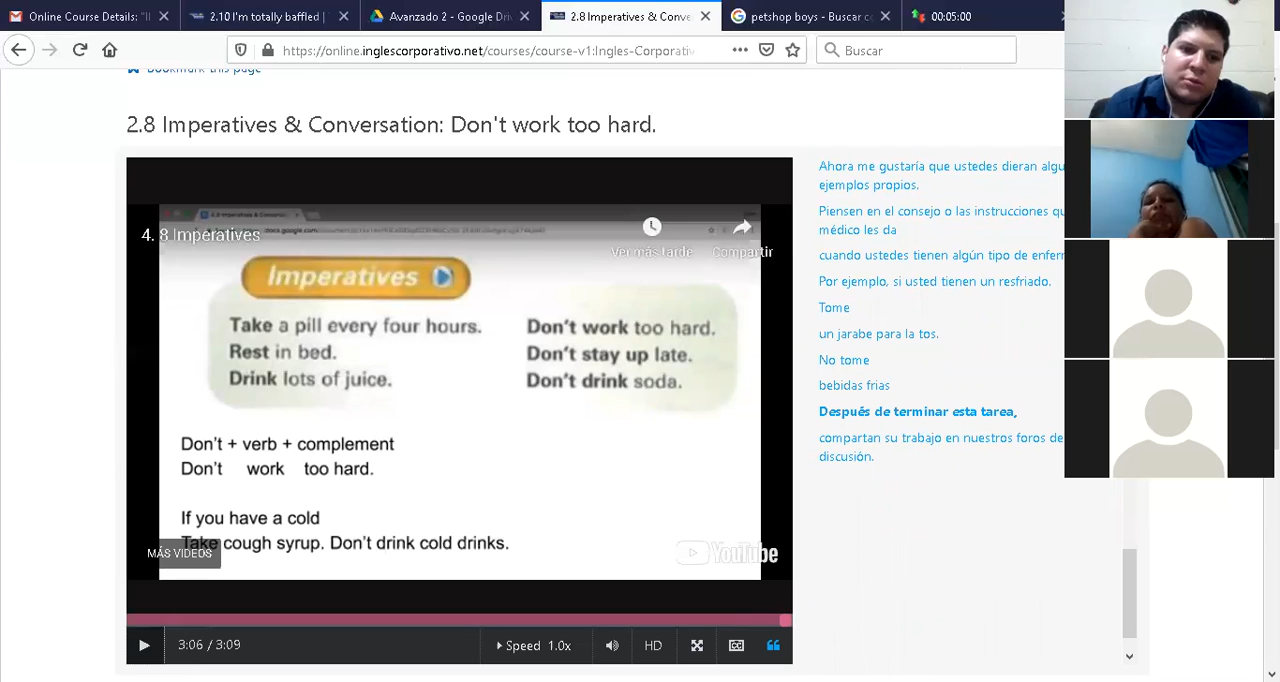 Online Course Details: "I
2.10 I'm totally baffled |
Avanzado 2 - Google Dri
2.8 Imperatives & Conve
petshop boys - Buscar c
00:05:00
https://online.inglescorporativo.net/courses/course-v1:Ingles-Corporativ
Buscar
Bookmark this page
2.8 Imperatives & Conversation: Don't work too hard.
4. 8 Imperatives
Ver más tarde
Compartir
Imperatives
Take a pill every four hours.
Rest in bed.
Drink lots of juice.
Don't work too hard.
Don't stay up late.
Don't drink soda.
Don't + verb + complement
Don't work too hard.
If you have a cold
Take cough syrup. Don't drink cold drinks.
MÁS VIDEOS
YouTube
3:06 / 3:09
Speed 1.0x
HD
Ahora me gustaría que ustedes dieran algu
ejemplos propios.
Piensen en el consejo o las instrucciones qu
médico les da
cuando ustedes tienen algún tipo de enfer
Por ejemplo, si usted tienen un resfriado.
Tome
un jarabe para la tos.
No tome
bebidas frias
Después de terminar esta tarea,
compartan su trabajo en nuestros foros de
discusión.